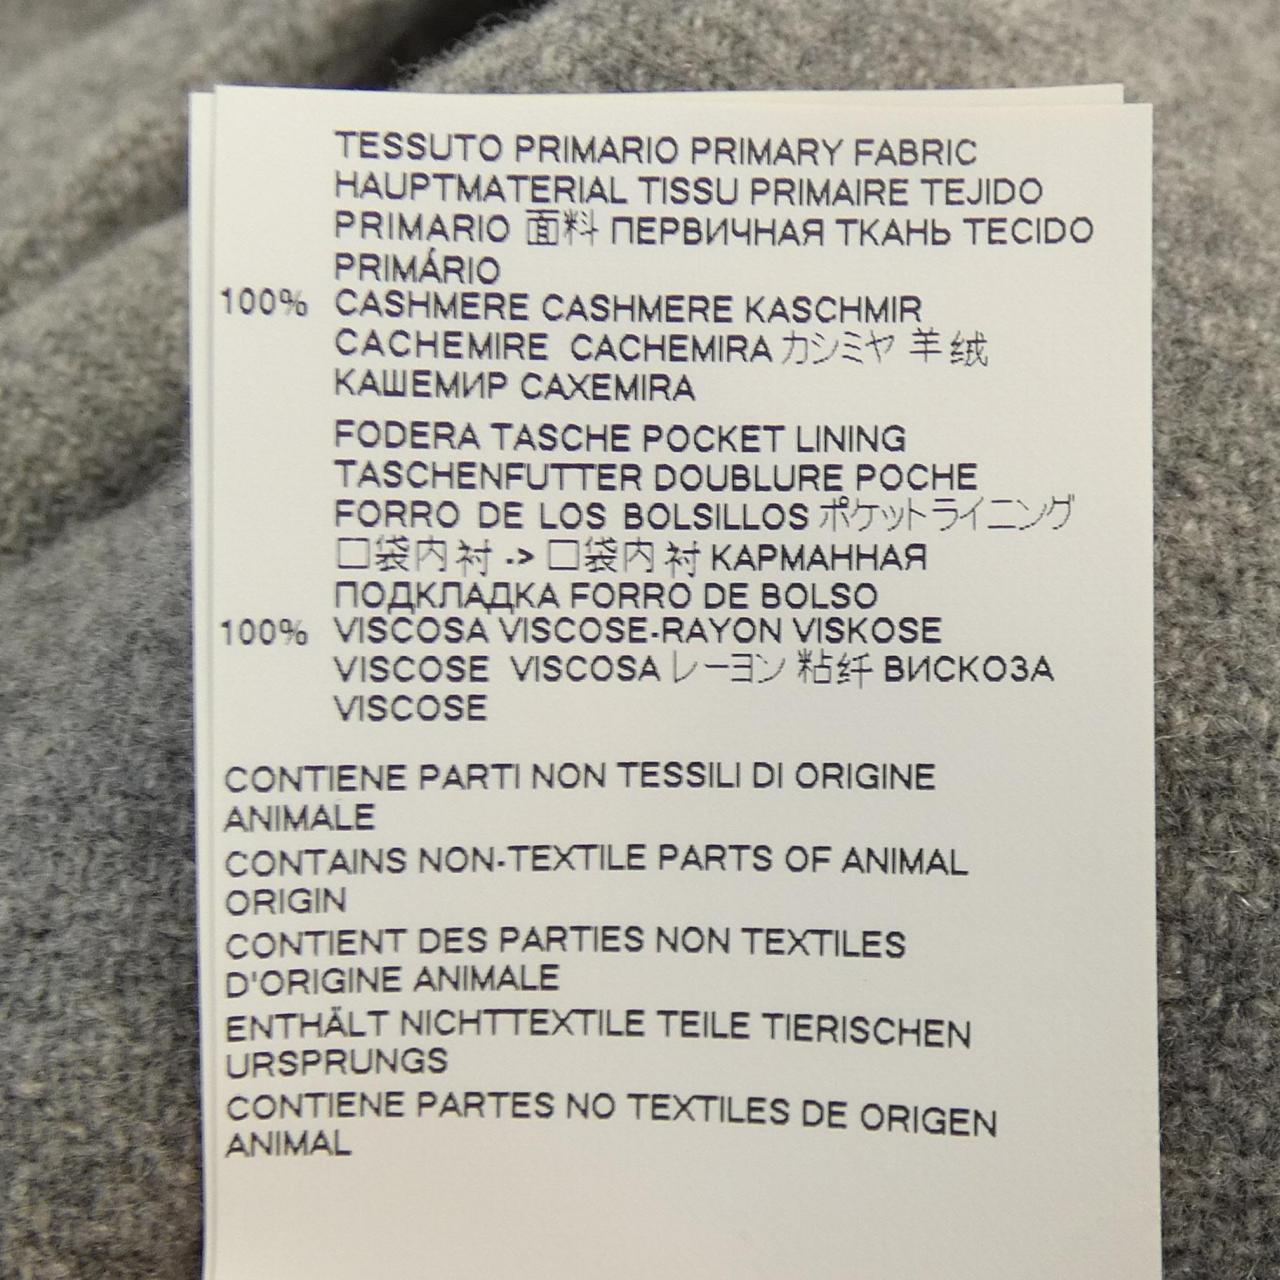 TESSUTO PRIMARIO PRIMARY FABRIC
HAUPTMATERIAL TISSU PRIMAIRE TEJIDO
PRIMARIO 面料 ПЕРВИЧНАЯ ТКАНЬ TECIDO
PRIMÁRIO
100% CASHMERE CASHMERE KASCHMIR
CACHEMIRE CACHEMIRA カシミヤ 羊绒
КАШЕМИР CAXEMIRA
FODERA TASCHE POCKET LINING
TASCHENFUTTER DOUBLURE POCHE
FORRO DE LOS BOLSILLOS ポケットライニング
口袋内衬 -> 口袋内衬 КАРМАННАЯ
ПОДКЛАДКА FORRO DE BOLSO
100% VISCOSA VISCOSE-RAYON VISKOSE
VISCOSE VISCOSA レーヨン 粘纤 ВИСКОЗА
VISCOSE
CONTIENE PARTI NON TESSILI DI ORIGINE
ANIMALE
CONTAINS NON-TEXTILE PARTS OF ANIMAL
ORIGIN
CONTIENT DES PARTIES NON TEXTILES
D'ORIGINE ANIMALE
ENTHÄLT NICHTTEXTILE TEILE TIERISCHEN
URSPRUNGS
CONTIENE PARTES NO TEXTILES DE ORIGEN
ANIMAL